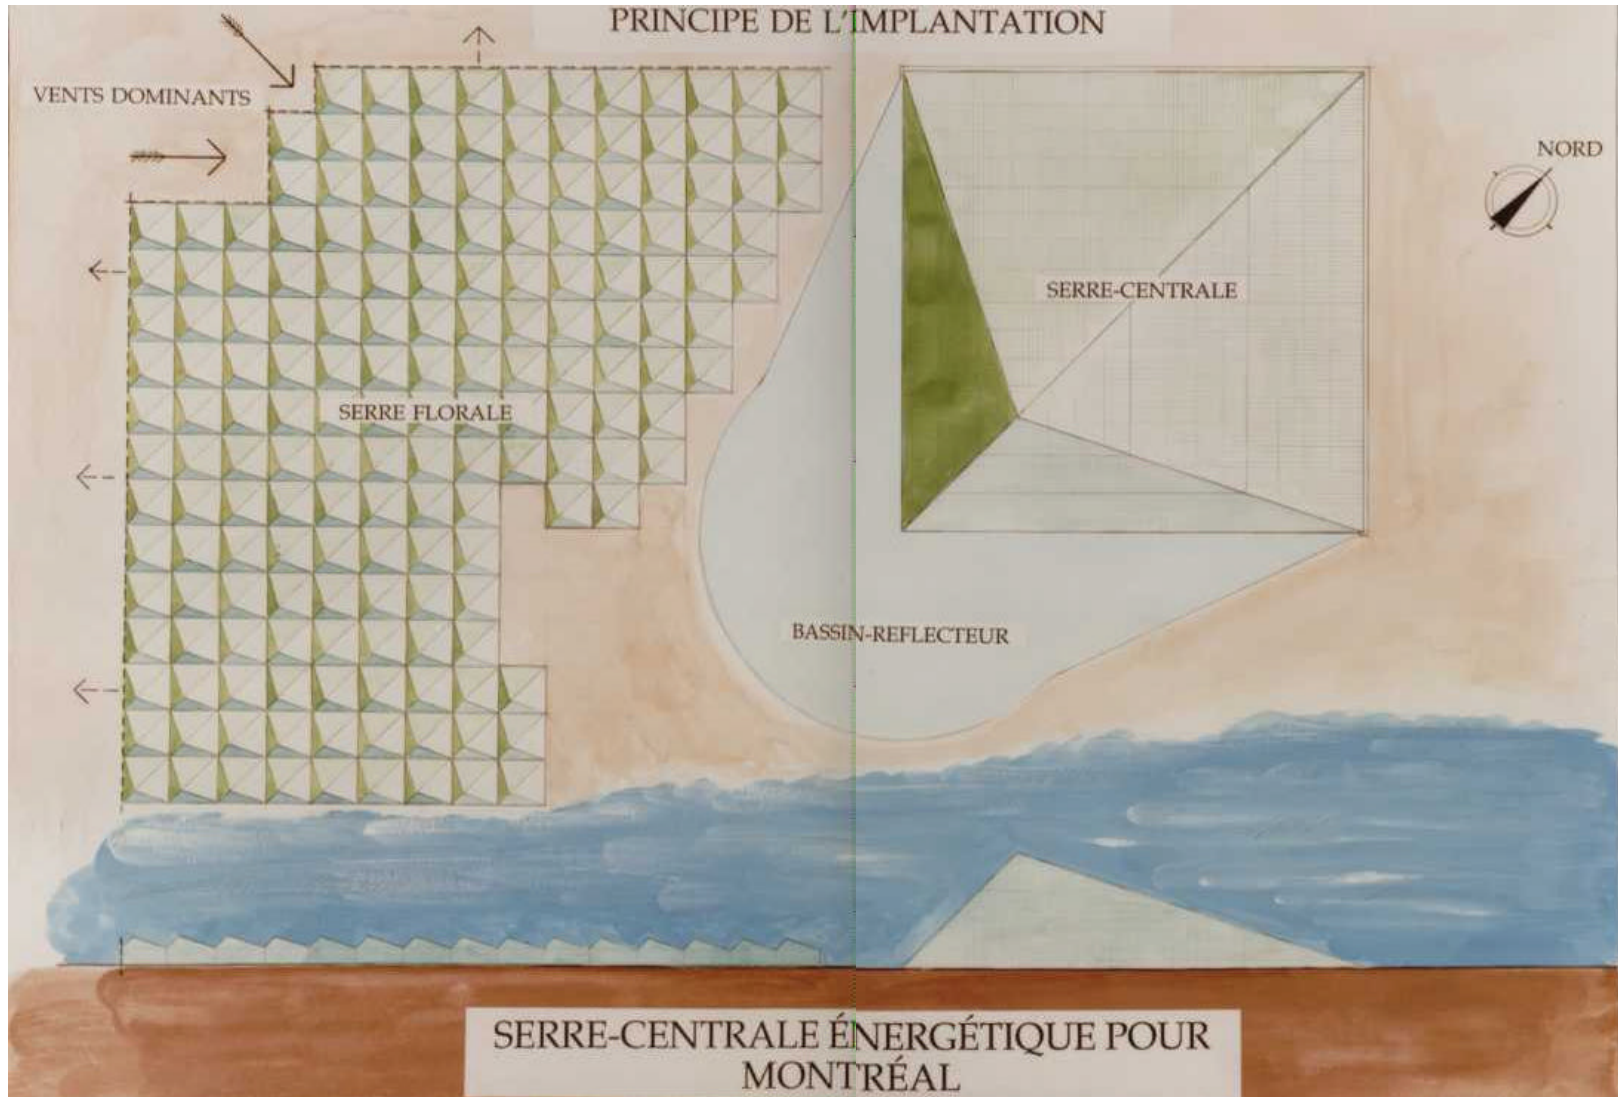 PRINCIPE DE L'IMPLANTATION
VENTS DOMINANTS
NORD
SERRE-CENTRALE
SERRE FLORALE
BASSIN-REFLECTEUR
SERRE-CENTRALE ÉNERGÉTIQUE POUR
MONTRÉAL